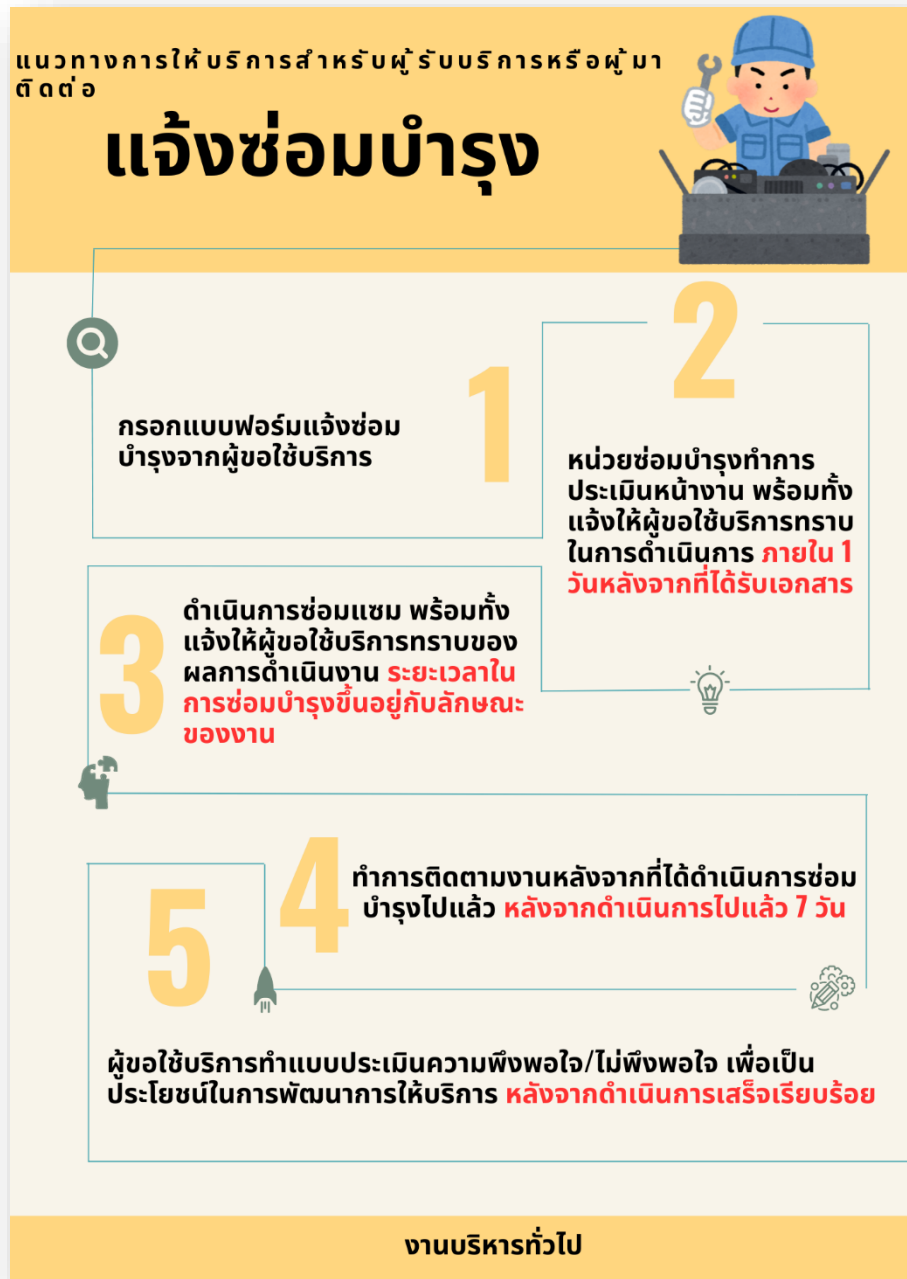 แนวทางการให้บริการสำหรับผู้รับบริการหรือผู้มา
ติดต่อ
แจ้งซ่อมบำรุง
1
กรอกแบบฟอร์มแจ้งซ่อม
บำรุงจากผู้ขอใช้บริการ
2
หน่วยซ่อมบำรุงทำการ
ประเมินหน้างาน พร้อมทั้ง
แจ้งให้ผู้ขอใช้บริการทราบ
ในการดำเนินการ ภายใน 1
วันหลังจากที่ได้รับเอกสาร
3
ดำเนินการซ่อมแซม พร้อมทั้ง
แจ้งให้ผู้ขอใช้บริการทราบของ
ผลการดำเนินงาน ระยะเวลาใน
การซ่อมบำรุงขึ้นอยู่กับลักษณะ
ของงาน
4
ทำการติดตามงานหลังจากที่ได้ดำเนินการซ่อม
บำรุงไปแล้ว หลังจากดำเนินการไปแล้ว 7 วัน
5
ผู้ขอใช้บริการทำแบบประเมินความพึงพอใจ/ไม่พึงพอใจ เพื่อเป็น
ประโยชน์ในการพัฒนาการให้บริการ หลังจากดำเนินการเสร็จเรียบร้อย
งานบริหารทั่วไป